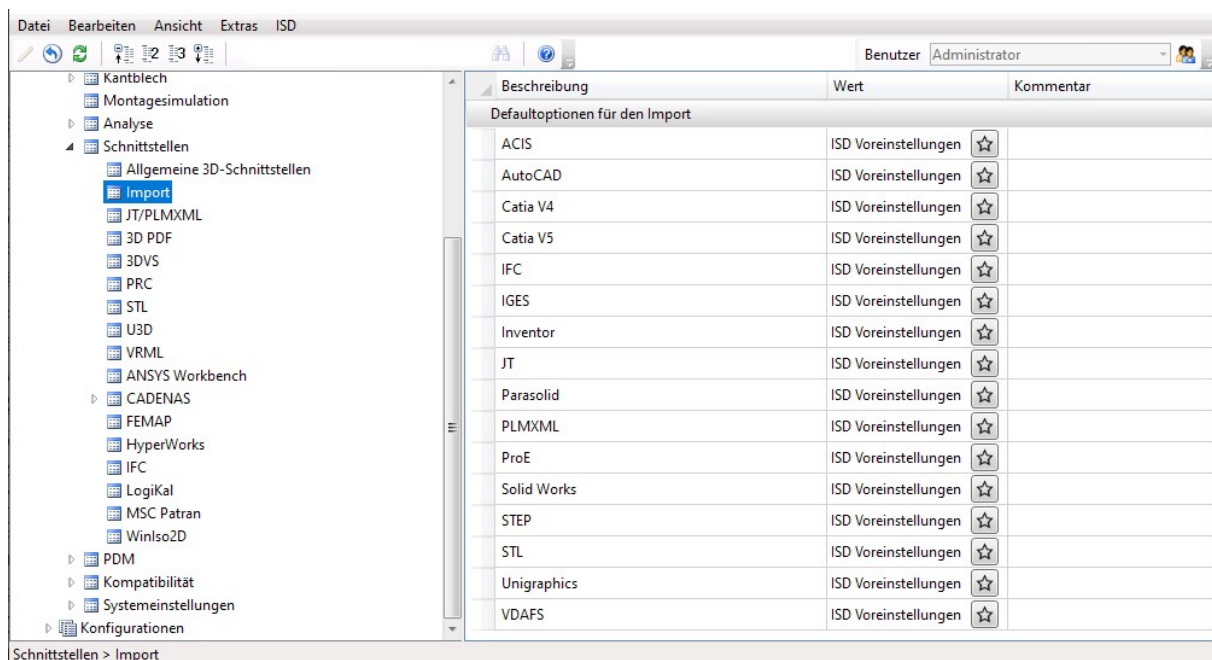 Datei Bearbeiten Ansicht Extras ISD
Benutzer Administrator
Kantblech
Montagesimulation
Analyse
Schnittstellen
Allgemeine 3D-Schnittstellen
Import
JT/PLMXML
3D PDF
3DVS
PRC
STL
U3D
VRML
ANSYS Workbench
CADENAS
FEMAP
HyperWorks
IFC
LogiKal
MSC Patran
WinIso2D
PDM
Kompatibilität
Systemeinstellungen
Konfigurationen
Beschreibung Wert Kommentar
Defaultoptionen für den Import
ACIS ISD Voreinstellungen
AutoCAD ISD Voreinstellungen
Catia V4 ISD Voreinstellungen
Catia V5 ISD Voreinstellungen
IFC ISD Voreinstellungen
IGES ISD Voreinstellungen
Inventor ISD Voreinstellungen
JT ISD Voreinstellungen
Parasolid ISD Voreinstellungen
PLMXML ISD Voreinstellungen
ProE ISD Voreinstellungen
Solid Works ISD Voreinstellungen
STEP ISD Voreinstellungen
STL ISD Voreinstellungen
Unigraphics ISD Voreinstellungen
VDAFS ISD Voreinstellungen
Schnittstellen > Import